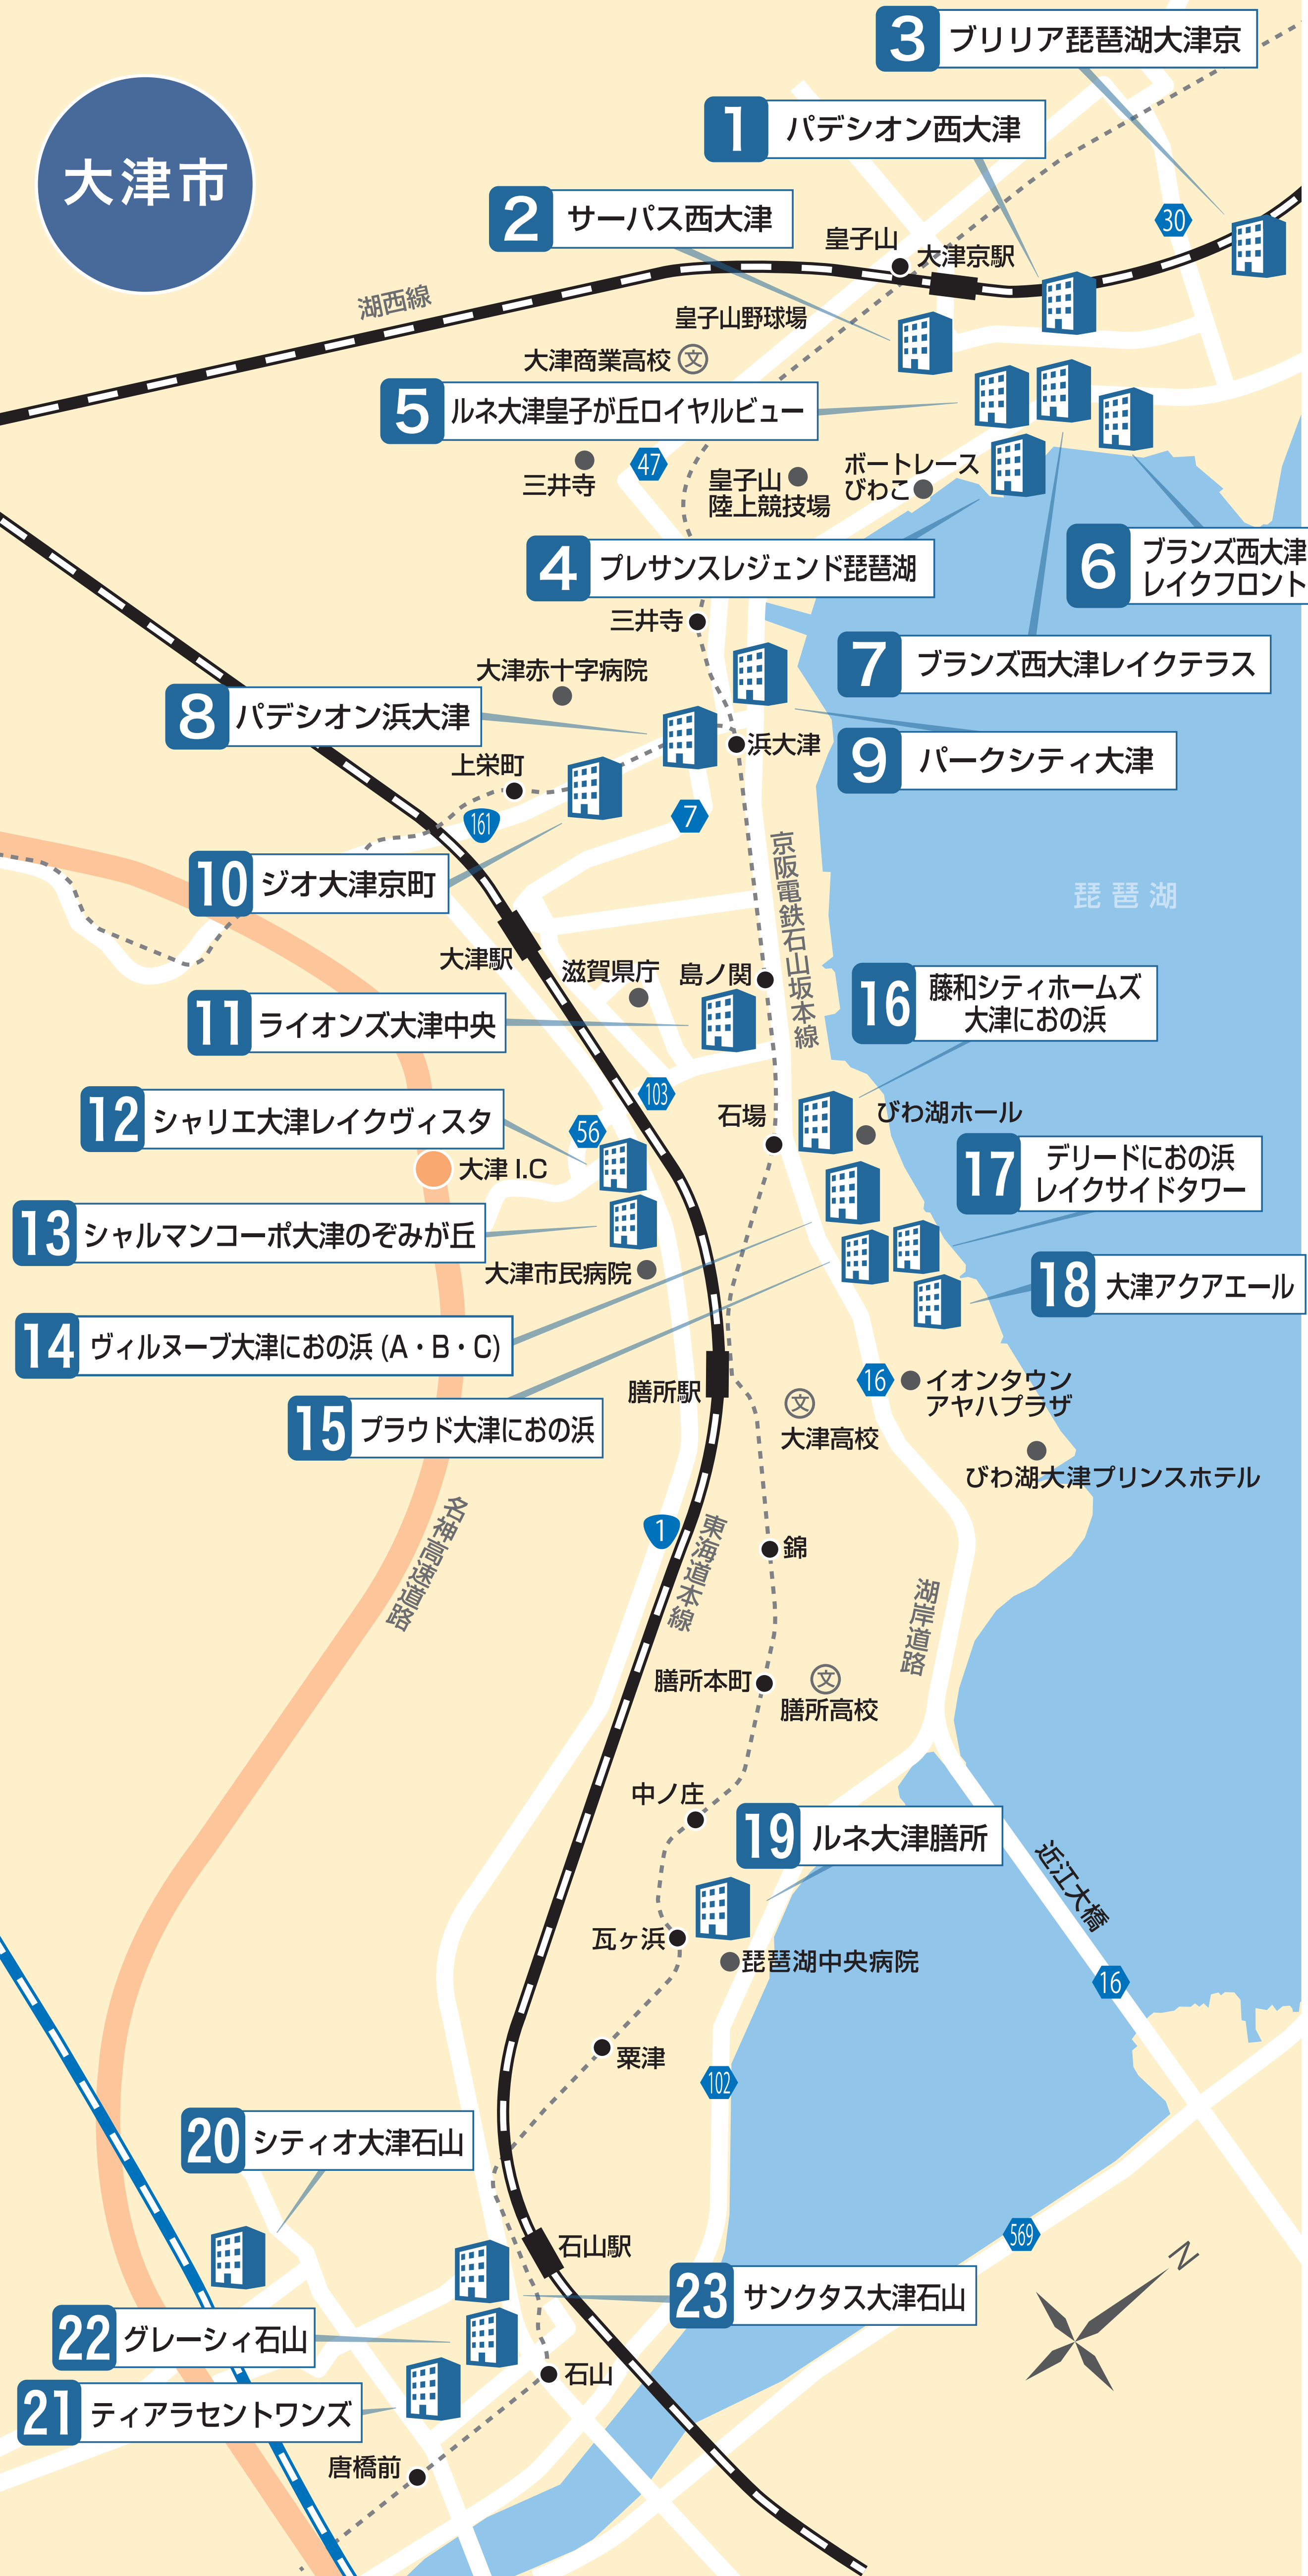 大津市
3
ブリリア琵琶湖大津京
1
パデシオン西大津
2
サーパス西大津
30
皇子山
大津京駅
湖西線
皇子山野球場
大津商業高校
文
5
ルネ大津皇子が丘ロイヤルビュー
三井寺
47
皇子山
陸上競技場
ボートレース
びわこ
4
プレサンスレジェンド琵琶湖
6
ブランズ西大津
レイクフロント
三井寺
7
ブランズ西大津レイクテラス
大津赤十字病院
8
パデシオン浜大津
浜大津
9
パークシティ大津
上栄町
161
7
京阪電鉄石山坂本線
10
ジオ大津京町
琵琶湖
大津駅
滋賀県庁
島ノ関
16
藤和シティホームズ
大津におの浜
11
ライオンズ大津中央
103
12
シャリエ大津レイクヴィスタ
56
石場
びわ湖ホール
大津 I.C
17
デリードにおの浜
レイクサイドタワー
13
シャルマンコーポ大津のぞみが丘
大津市民病院
18
大津アクアエール
14
ヴィルヌーブ大津におの浜 (A・B・C)
膳所駅
16
イオンタウン
アヤハプラザ
15
プラウド大津におの浜
文
大津高校
びわ湖大津プリンスホテル
名神高速道路
1
東海道本線
錦
湖岸道路
膳所本町
文
膳所高校
中ノ庄
19
ルネ大津膳所
近江大橋
瓦ヶ浜
琵琶湖中央病院
16
粟津
102
20
シティオ大津石山
569
N
石山駅
23
サンクタス大津石山
22
グレーシィ石山
石山
21
ティアラセントワンズ
唐橋前